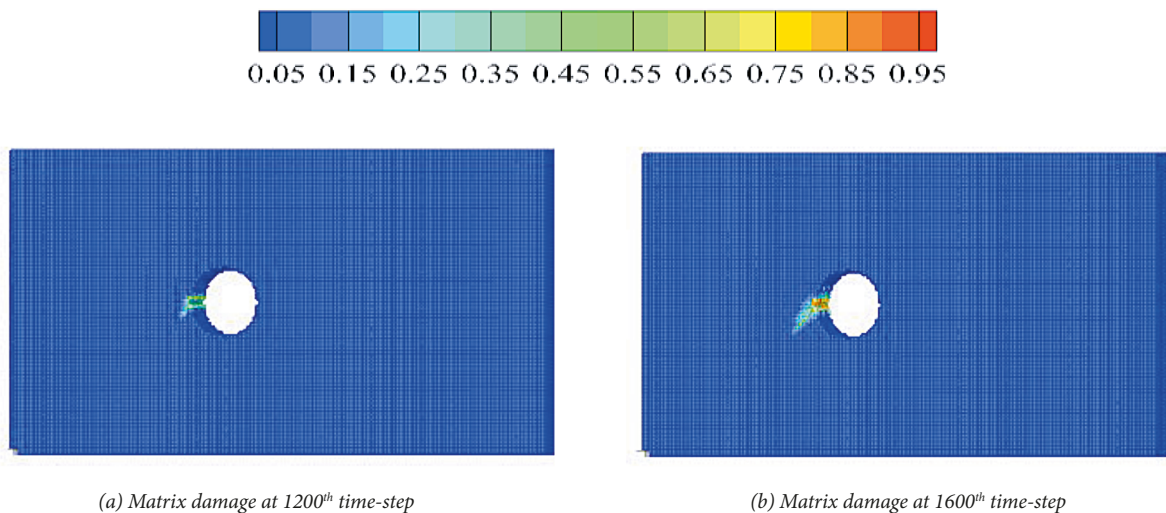 0.05 0.15 0.25 0.35 0.45 0.55 0.65 0.75 0.85 0.95
(a) Matrix damage at 1200th time-step
(b) Matrix damage at 1600th time-step